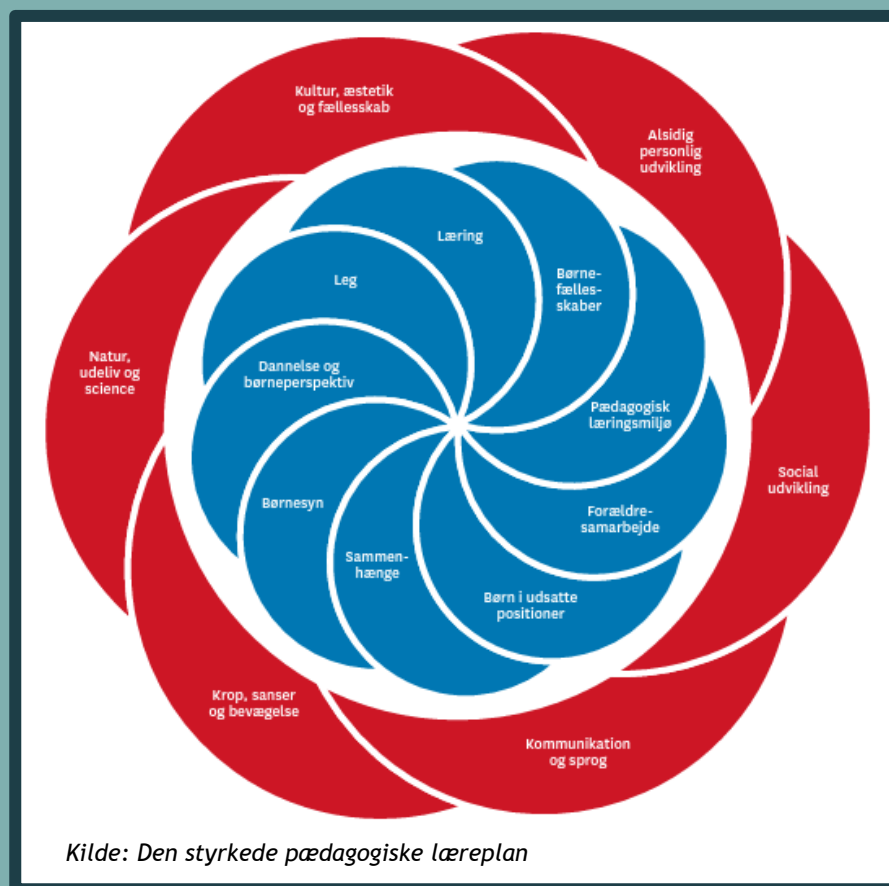 Kultur, æstetik
og fællesskab
Alsidig
personlig
udvikling
Læring
Børne-
fælles-
skaber
Leg
Natur,
udeliv og
science
Dannelse og
børneperspektiv
Pædagogisk
læringsmiljø
Social
udvikling
Børnesyn
Forældre-
samarbejde
Sammen-
hænge
Børn i udsatte
positioner
Krop, sanser
og bevægelse
Kommunikation
og sprog
Kilde: Den styrkede pædagogiske læreplan